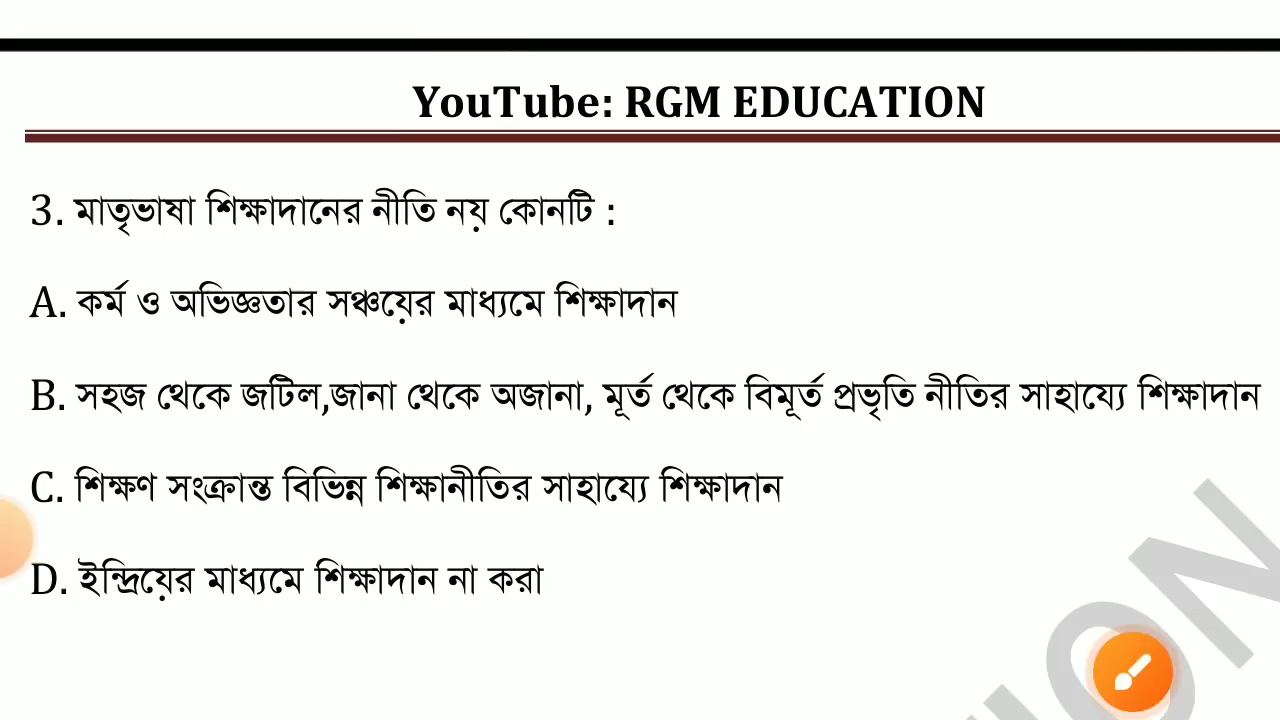 YouTube: RGM EDUCATION
3. মাতৃভাষা শিক্ষাদানের নীতি নয় কোনটি :
A. কর্ম ও অভিজ্ঞতার সঞ্চয়ের মাধ্যমে শিক্ষাদান
B. সহজ থেকে জটিল,জানা থেকে অজানা, মূর্ত থেকে বিমূর্ত প্রভৃতি নীতির সাহায্যে শিক্ষাদান
C. শিক্ষণ সংক্রান্ত বিভিন্ন শিক্ষানীতির সাহায্যে শিক্ষাদান
D. ইন্দ্রিয়ের মাধ্যমে শিক্ষাদান না করা
ION